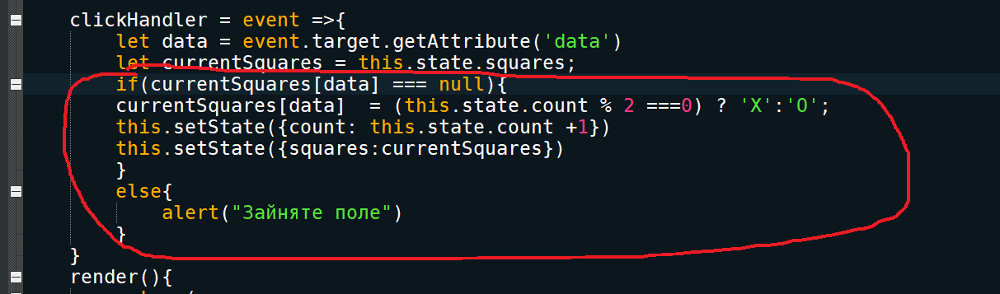 clickHandler = event =>{
let data = event.target.getAttribute('data')
let currentSquares = this.state.squares;
if(currentSquares[data] === null){
currentSquares[data]  = (this.state.count % 2 ===0) ? 'X':'O';
this.setState({count: this.state.count +1})
this.setState({squares:currentSquares})
}
else{
alert("Зайняте поле")
}
}
render(){